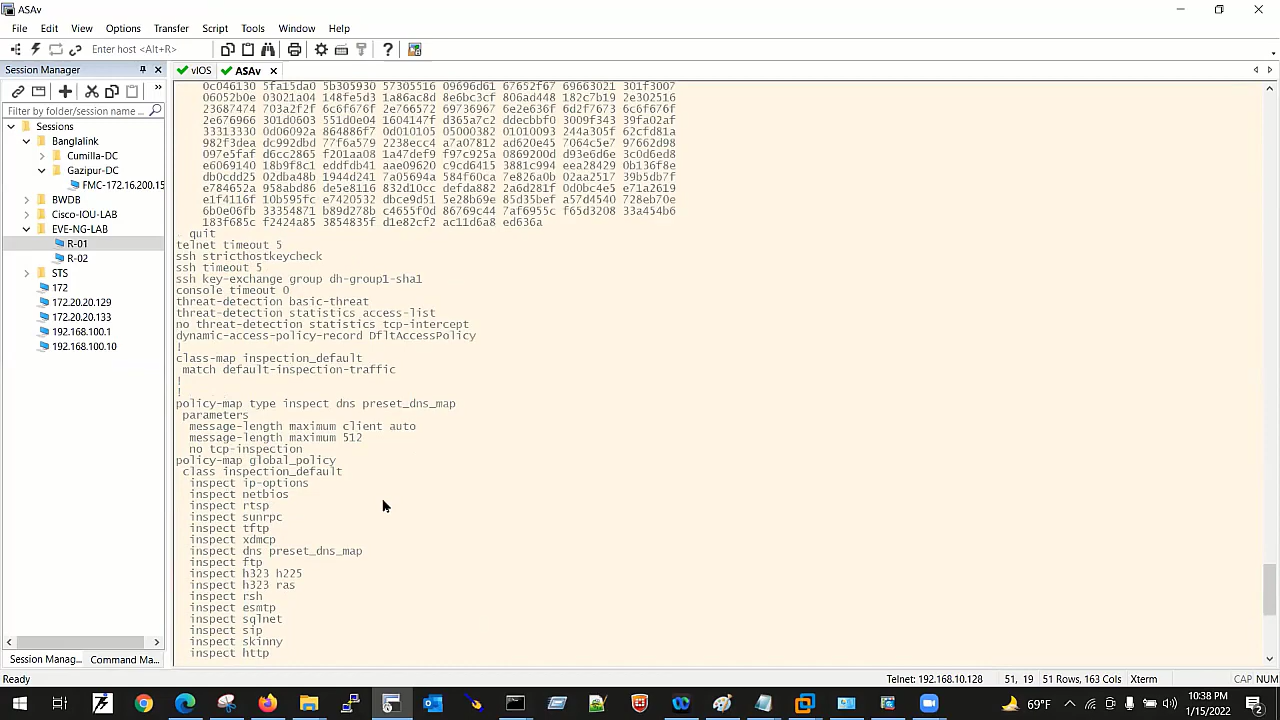 ASAv
File Edit View Options Transfer Script Tools Window Help
Enter host <Alt+R>
Session Manager
vIOS
ASAv
Filter by folder/session name
Sessions
Banglalink
Cumilla-DC
Gazipur-DC
FMC-172.16.200.15
BWDB
Cisco-IOU-LAB
EVE-NG-LAB
R-01
R-02
STS
172
172.20.20.129
172.20.20.133
192.168.100.1
192.168.100.10
Session Manag... Command Ma...
0c046130 5fa15da0 5b305930 57305516 09696d61 67652f67 69663021 301f3007
06052b0e 03021a04 148fe5d3 1a86ac8d 8e6bc3cf 806ad448 182c7b19 2e302516
23687474 703a2f2f 6c6f676f 2e766572 69736967 6e2e636f 6d2f7673 6c6f676f
2e676966 301d0603 551d0e04 1604147f d365a7c2 ddecbbf0 3009f343 39fa02af
33313330 0d06092a 864886f7 0d010105 05000382 01010093 244a305f 62cfd81a
982f3dea dc992dbd 77f6a579 2238ecc4 a7a07812 ad620e45 7064c5e7 97662d98
097e5faf d6cc2865 f201aa08 1a47def9 f97c925a 0869200d d93e6d6e 3c0d6ed8
e6069140 18b9f8c1 eddfdb41 aae09620 c9cd6413 3881c994 eea28429 0b136f8e
db0cdd25 02dba48b 1944d241 7a05694a 584f60ca 7e826a0b 02aa2517 39b5db7f
e784652a 958abd86 de5e8116 832d10cc defda882 2a6d281f 0d0bc4e5 e71a2619
e1f4116f 10b595fc e7420532 dbce9d51 5e28b69e 85d35bef a57d4540 728eb70e
6b0e06fb 33354871 b89d278b c4655f0d 86769c44 7af6955c f65d3208 33a454b6
183f685c f2424a85 3854835f d1e82cf2 ac11d6a8 ed636a
quit
telnet timeout 5
ssh stricthostkeycheck
ssh timeout 5
ssh key-exchange group dh-group1-sha1
console timeout 0
threat-detection basic-threat
threat-detection statistics access-list
no threat-detection statistics tcp-intercept
dynamic-access-policy-record DfltAccessPolicy
!
class-map inspection_default
match default-inspection-traffic
!
!
policy-map type inspect dns preset_dns_map
parameters
message-length maximum client auto
message-length maximum 512
no tcp-inspection
policy-map global_policy
class inspection_default
inspect ip-options
inspect netbios
inspect rtsp
inspect sunrpc
inspect tftp
inspect xdmcp
inspect dns preset_dns_map
inspect ftp
inspect h323 h225
inspect h323 ras
inspect rsh
inspect esmtp
inspect sqlnet
inspect sip
inspect skinny
inspect http
Ready Telnet: 192.168.10.128 51, 19 51 Rows, 163 Cols Xterm CAP NUM
69°F
10:38 PM
1/15/2022